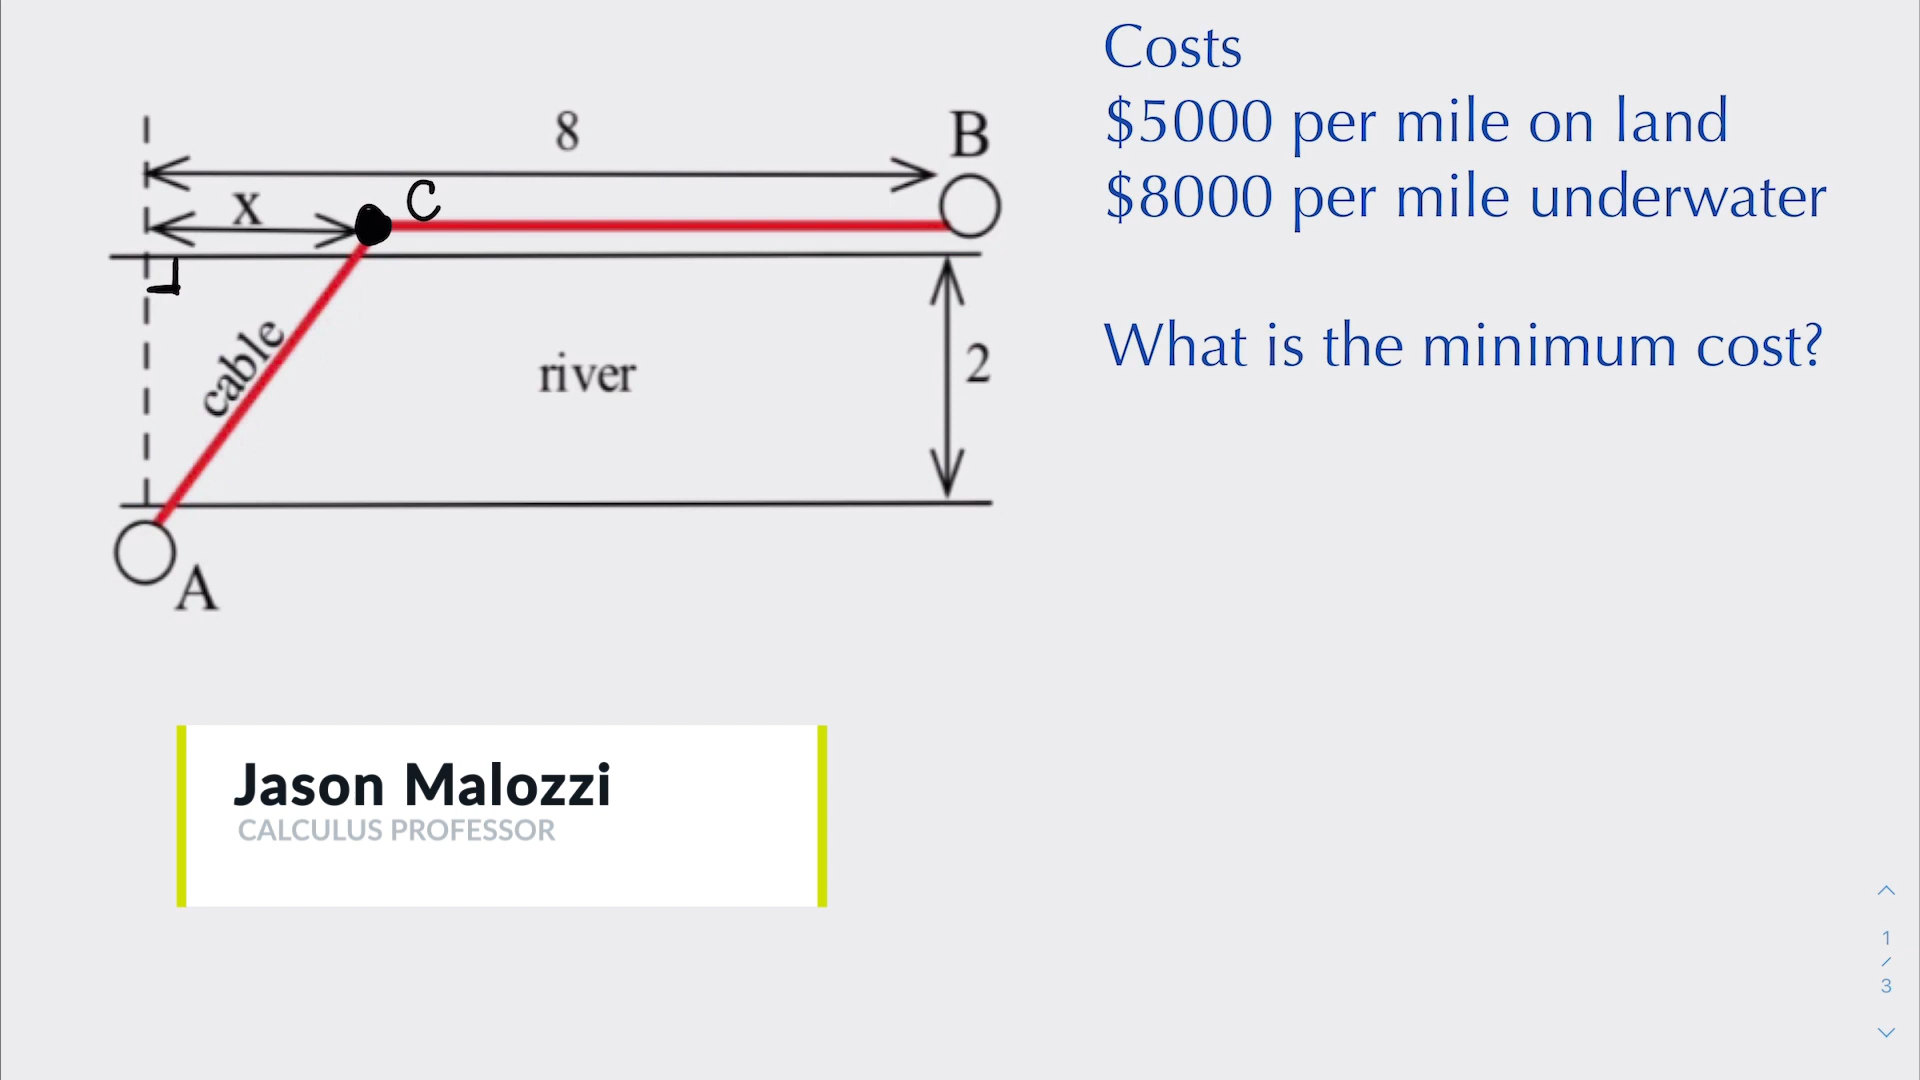 Costs
$5000 per mile on land
$8000 per mile underwater
What is the minimum cost?
8
B
x
C
cable
river
2
A
Jason Malozzi
CALCULUS PROFESSOR
1
/
3